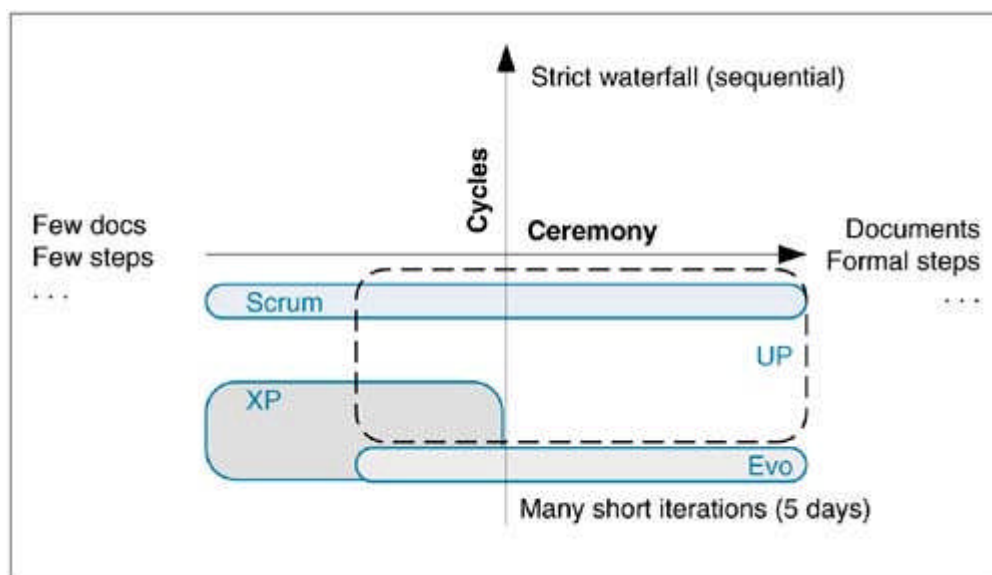 Strict waterfall (sequential)
Cycles
Few docs
Few steps
. . .
Ceremony
Documents
Formal steps
. . .
Scrum
UP
XP
Evo
Many short iterations (5 days)